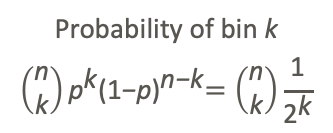 Probability of bin k
(n k) p^k(1−p)^n−k = (n k) 1/2^k